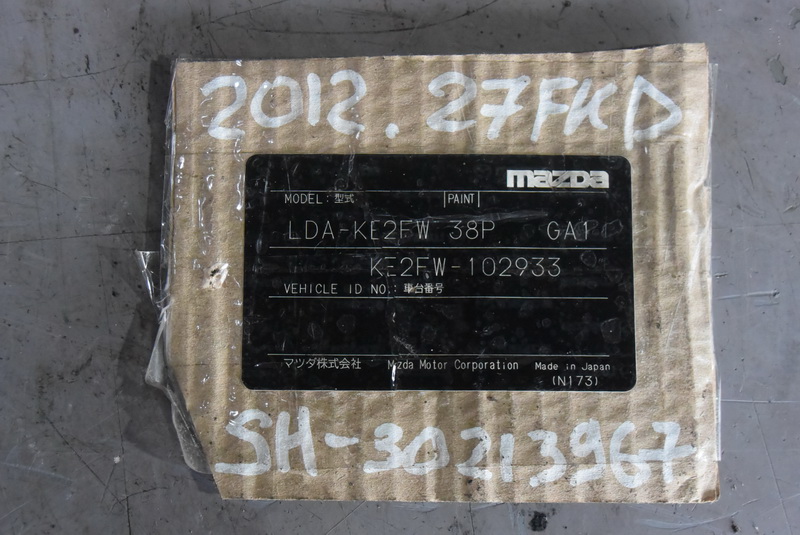 2012. 27FKD
mazda
MODEL: 型式 |PAINT|
LDA-KE2FW 38P GA1
KE2FW-102933
VEHICLE ID NO.: 車台番号
マツダ株式会社 Mazda Motor Corporation Made in Japan
(N173)
SH-30213967